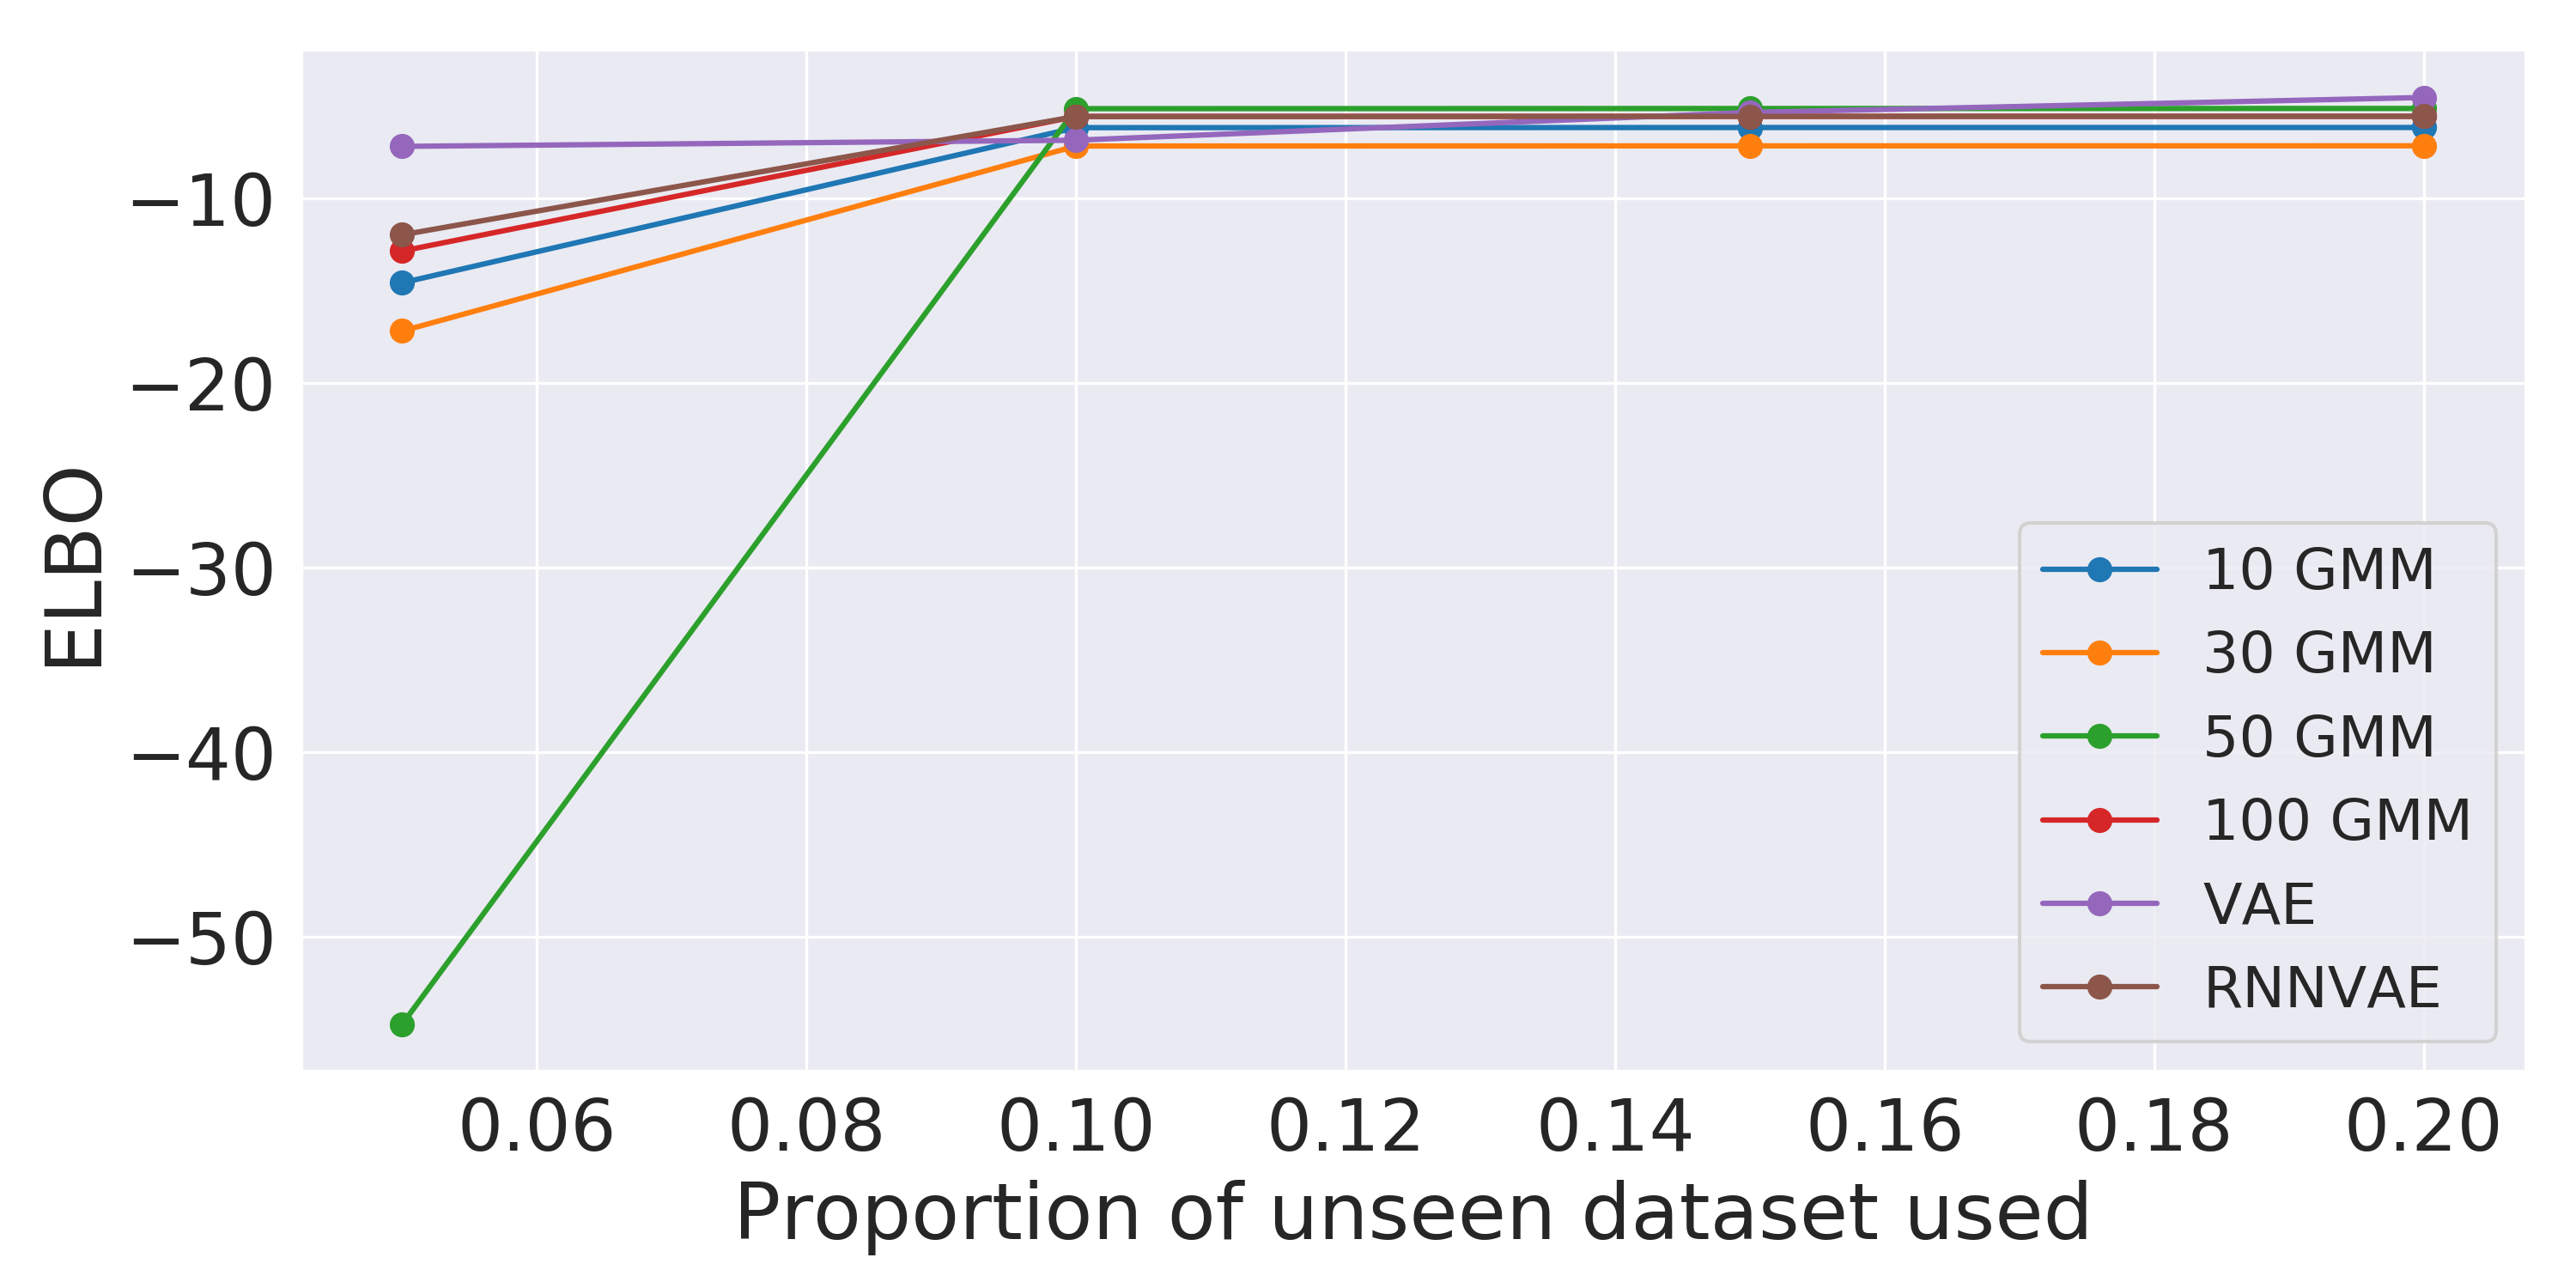 ELBO
−10
−20
−30
−40
−50
0.06 0.08 0.10 0.12 0.14 0.16 0.18 0.20
Proportion of unseen dataset used
10 GMM
30 GMM
50 GMM
100 GMM
VAE
RNNVAE